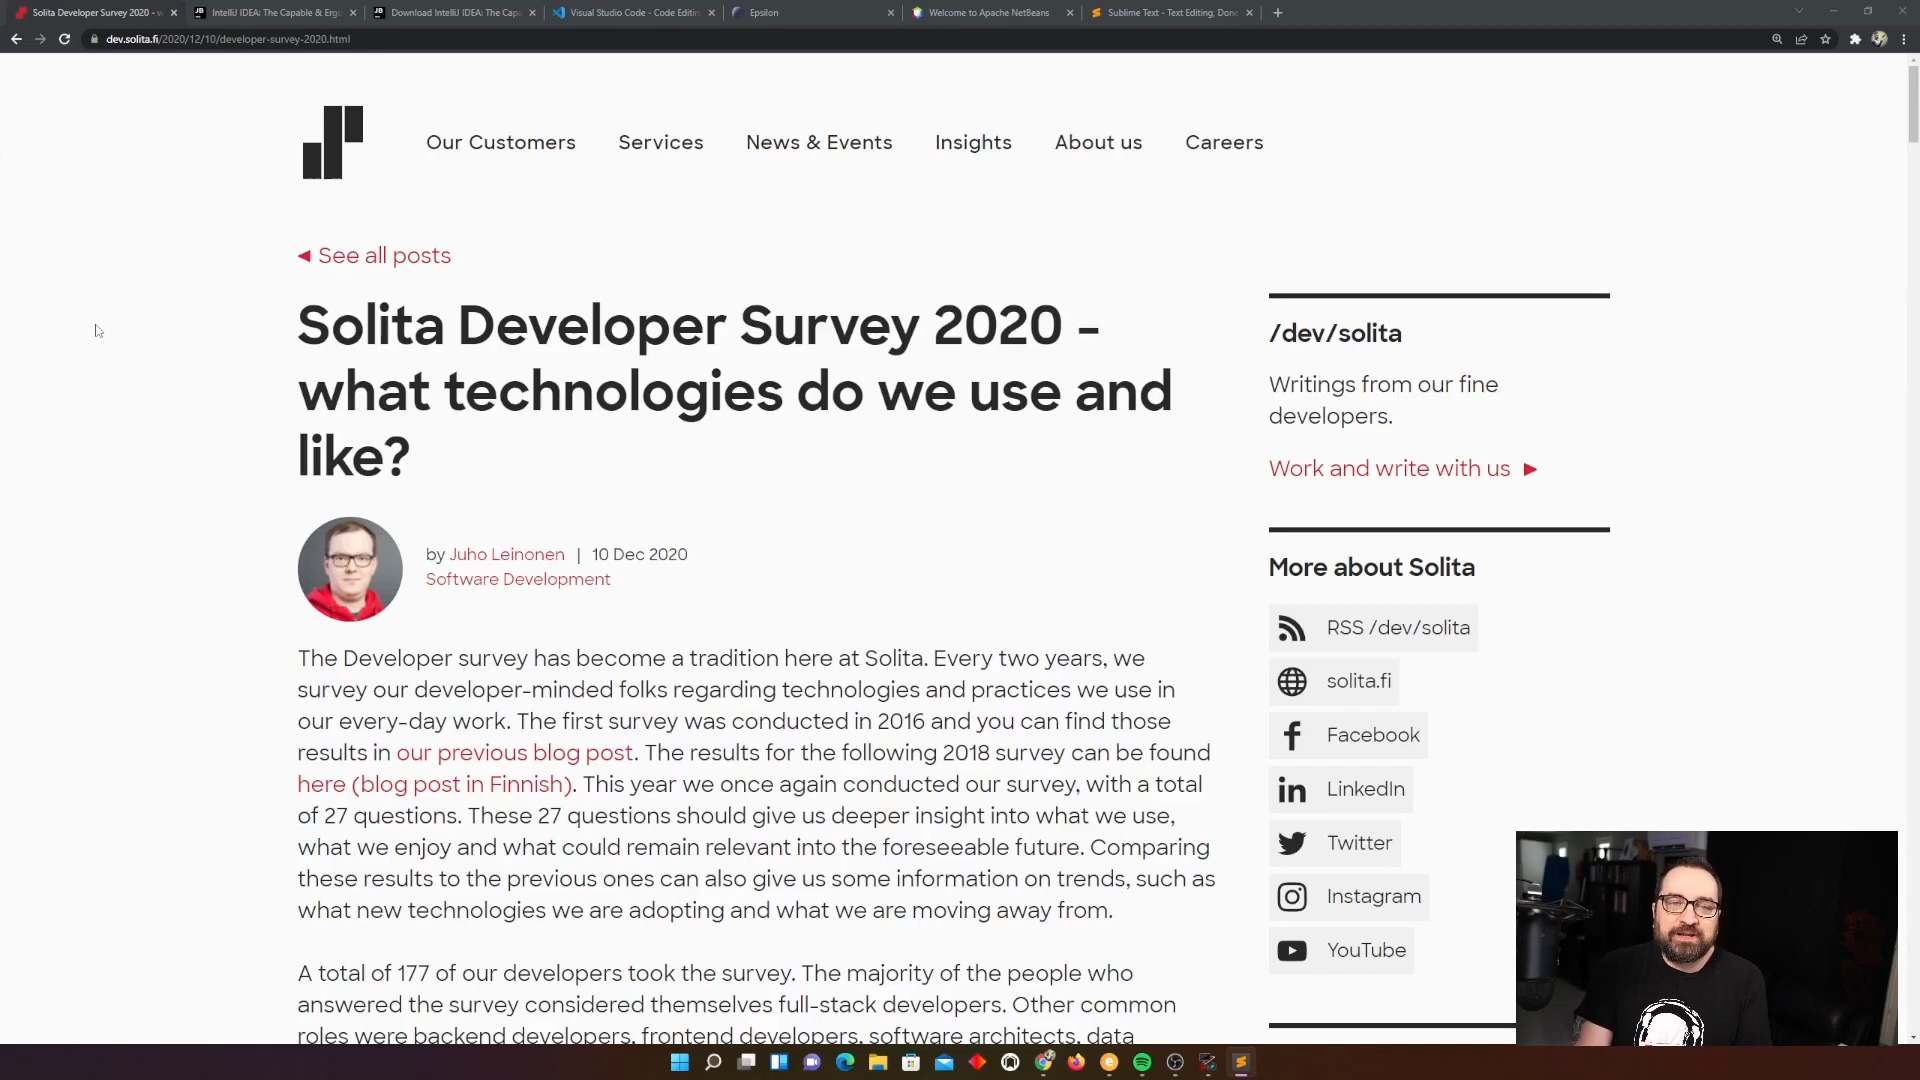 Solita Developer Survey 2020 - w
IntelliJ IDEA: The Capable & Ergo
Download IntelliJ IDEA: The Capa
Visual Studio Code - Code Editin
Epsilon
Welcome to Apache NetBeans
Sublime Text - Text Editing, Done
dev.solita.fi/2020/12/10/developer-survey-2020.html
Our Customers
Services
News & Events
Insights
About us
Careers
See all posts
Solita Developer Survey 2020 –
what technologies do we use and
like?
by Juho Leinonen | 10 Dec 2020
Software Development
The Developer survey has become a tradition here at Solita. Every two years, we
survey our developer-minded folks regarding technologies and practices we use in
our every-day work. The first survey was conducted in 2016 and you can find those
results in our previous blog post. The results for the following 2018 survey can be found
here (blog post in Finnish). This year we once again conducted our survey, with a total
of 27 questions. These 27 questions should give us deeper insight into what we use,
what we enjoy and what could remain relevant into the foreseeable future. Comparing
these results to the previous ones can also give us some information on trends, such as
what new technologies we are adopting and what we are moving away from.
A total of 177 of our developers took the survey. The majority of the people who
answered the survey considered themselves full-stack developers. Other common
roles were backend developers, frontend developers, software architects, data
/dev/solita
Writings from our fine
developers.
Work and write with us
More about Solita
RSS /dev/solita
solita.fi
Facebook
LinkedIn
Twitter
Instagram
YouTube